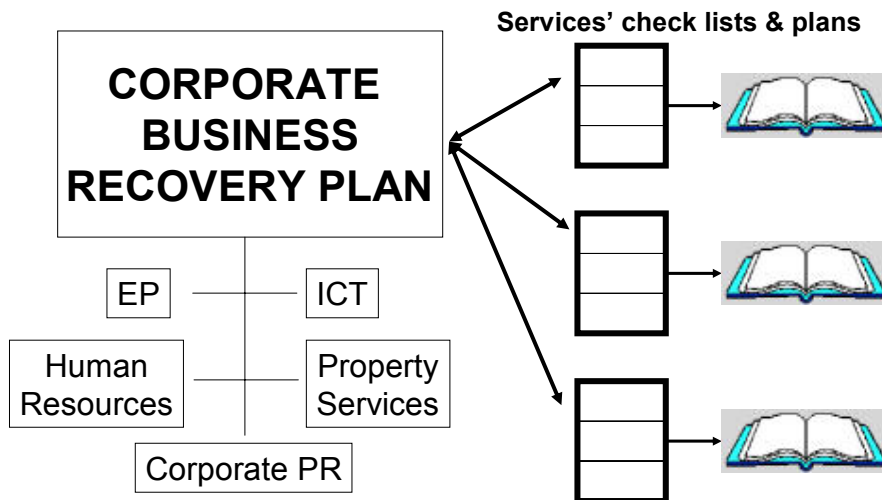 Services’ check lists & plans
CORPORATE
BUSINESS
RECOVERY PLAN
EP
ICT
Human
Resources
Property
Services
Corporate PR